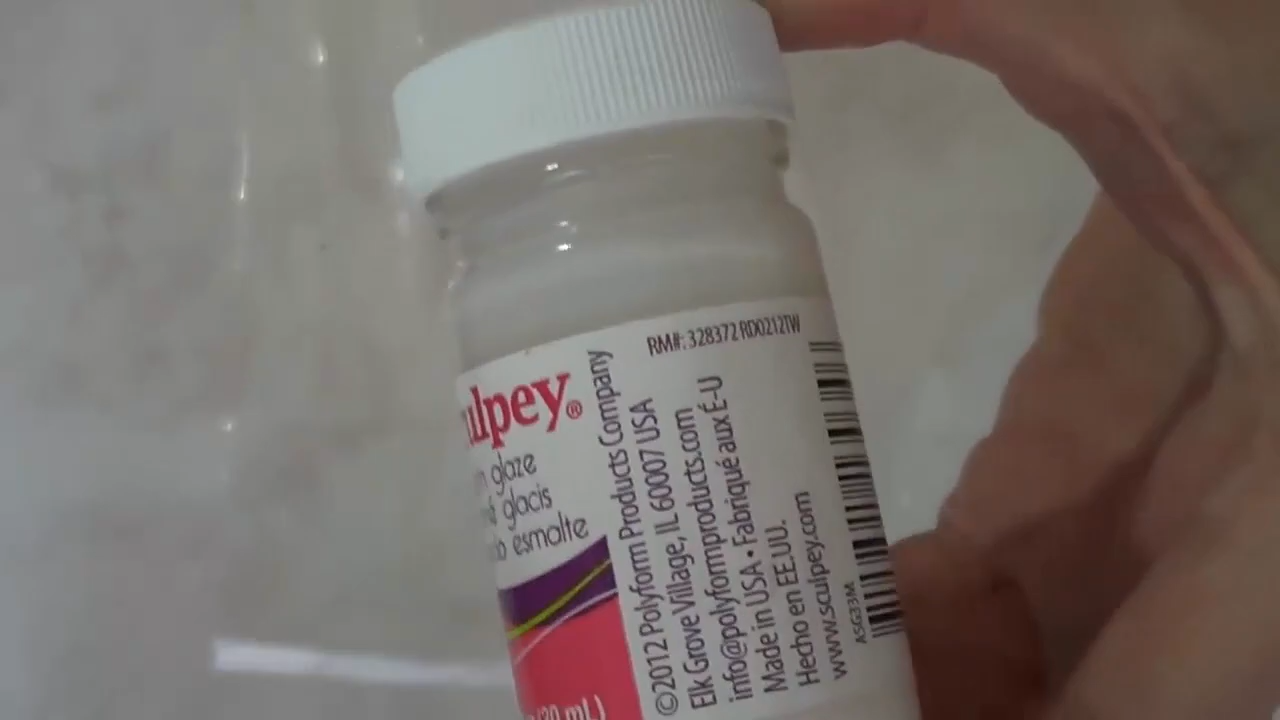 ulpey®
glaze
glacis
esmalte
mL)
RM#: 328372 RD0212TW
©2012 Polyform Products Company
Elk Grove Village, IL 60007 USA
info@polyformproducts.com
Made in USA • Fabriqué aux É-U
Hecho en EE.UU.
www.sculpey.com
ASG33M